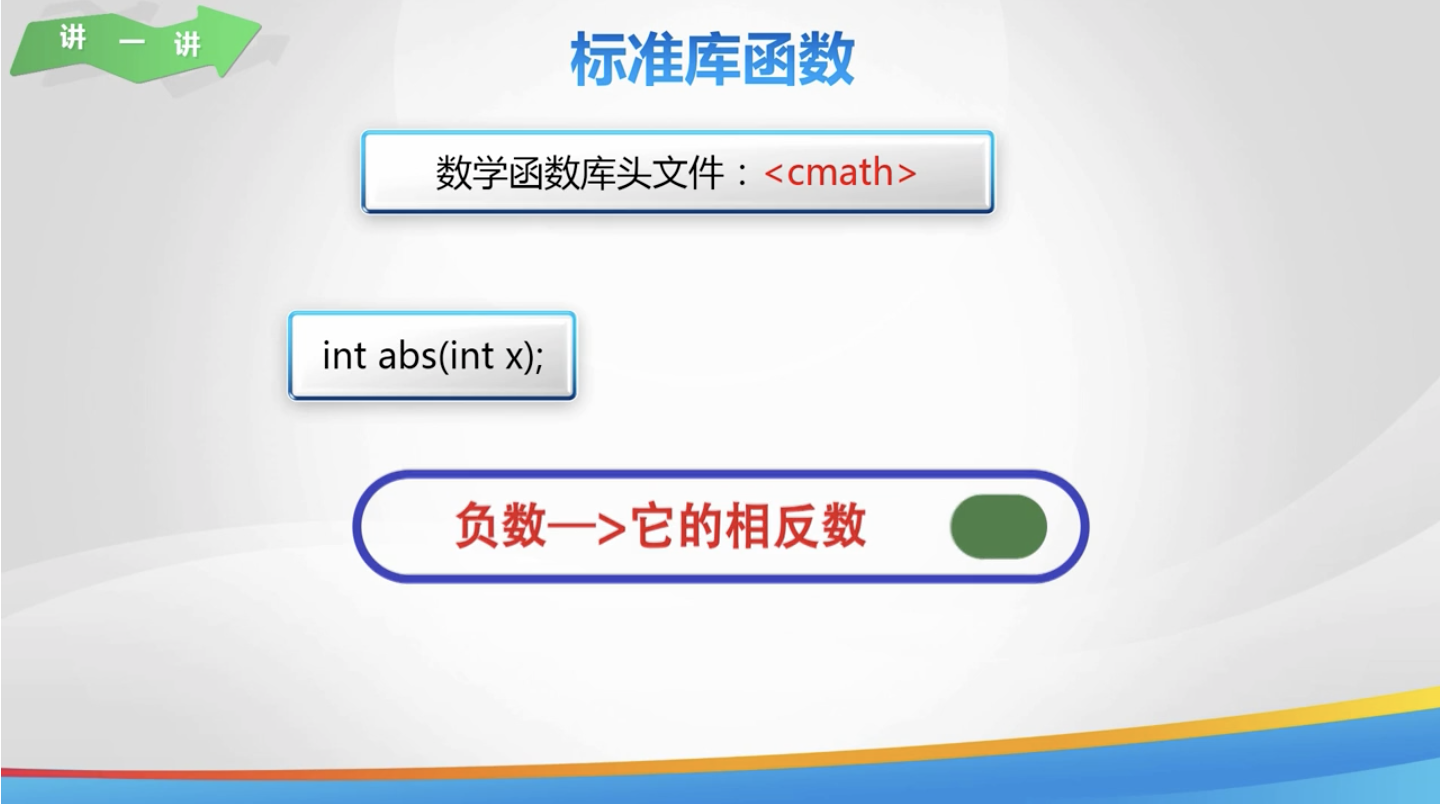 讲一讲
标准库函数
数学函数库头文件：<cmath>
int abs(int x);
负数—>它的相反数